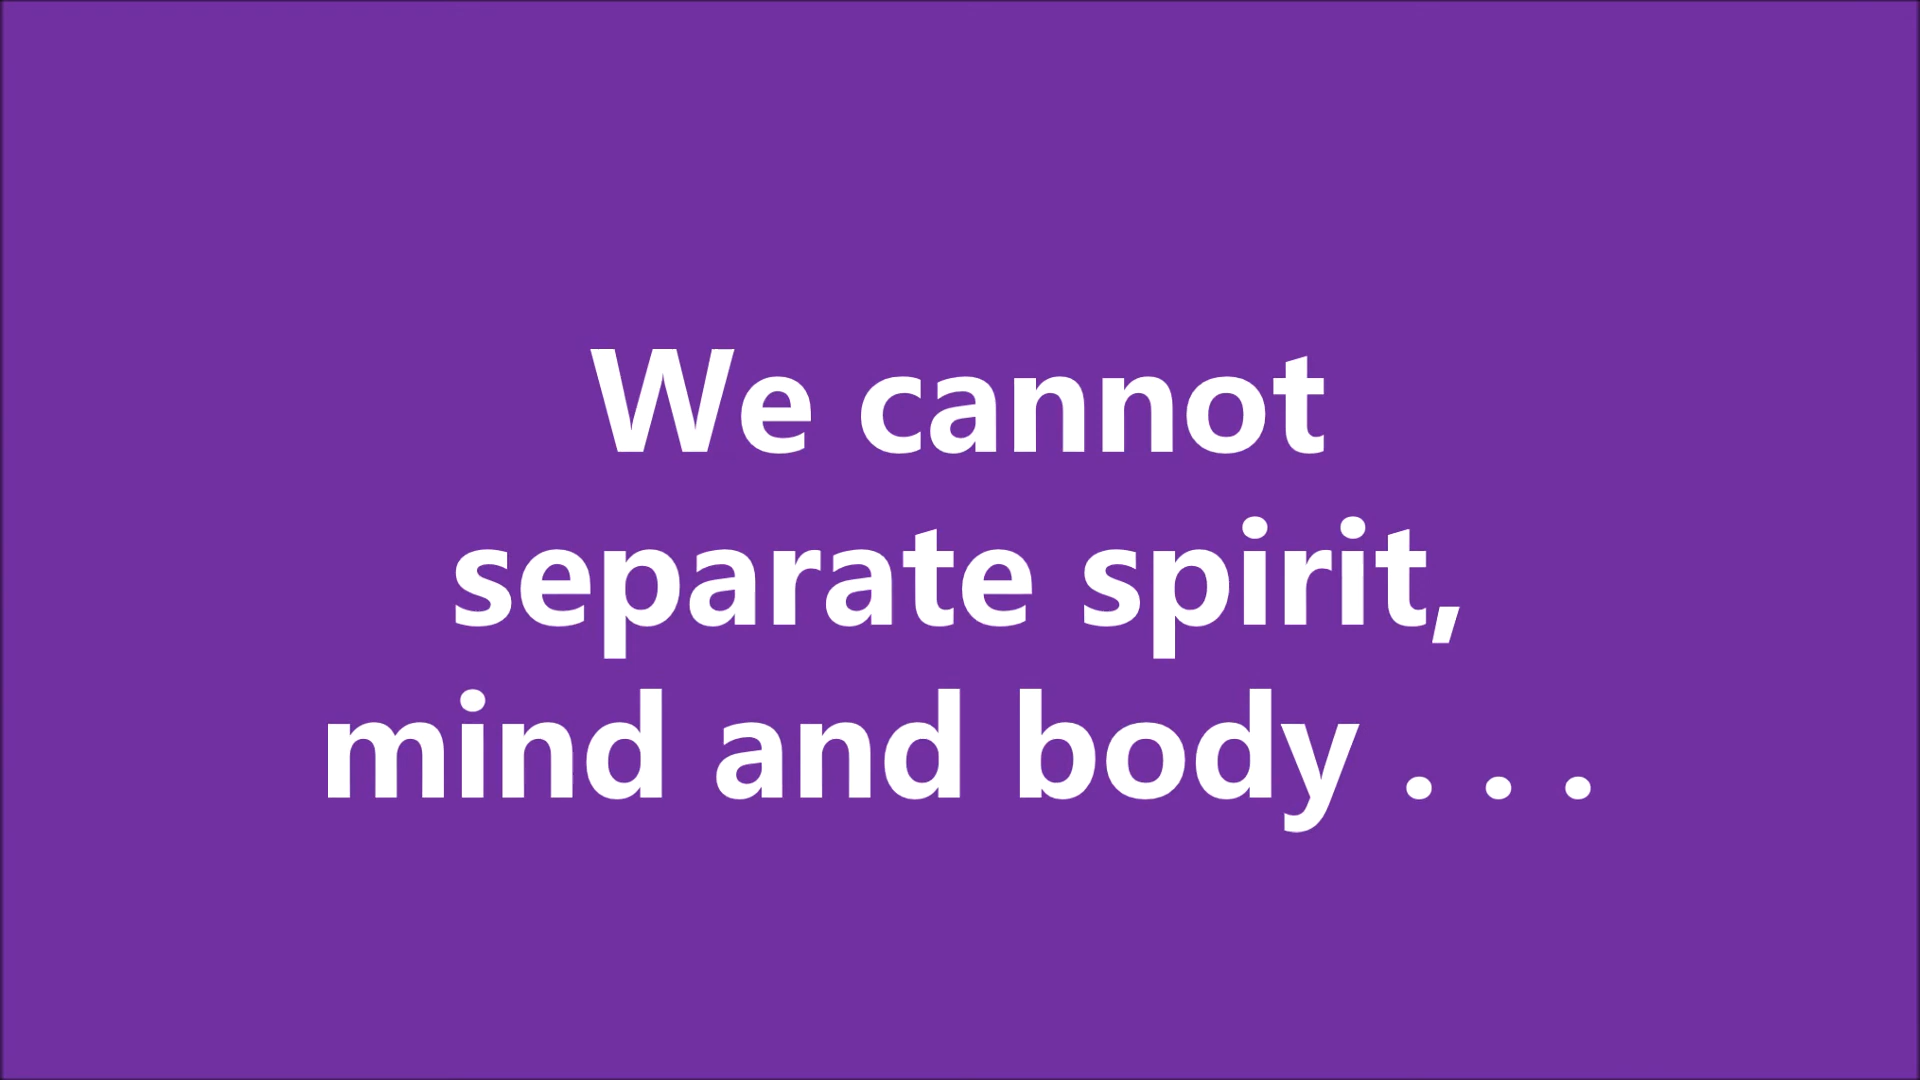 We cannot
separate spirit,
mind and body . . .